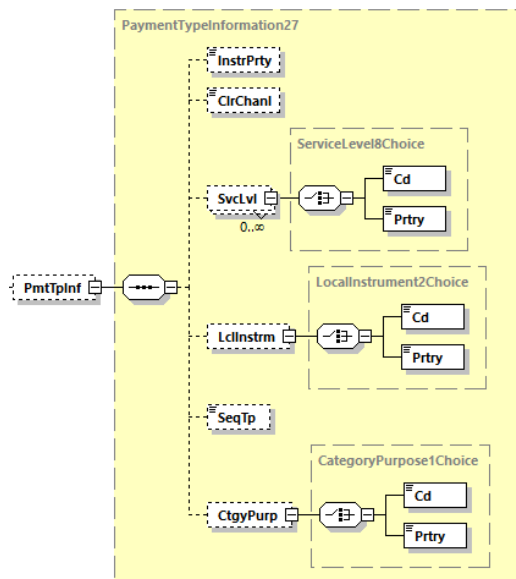 PaymentTypeInformation27
InstrPrty
ClrChanl
ServiceLevel8Choice
Cd
SvcLvl
0..∞
Prtry
PmtTpInf
LocalInstrument2Choice
Cd
LclInstrm
Prtry
SeqTp
CategoryPurpose1Choice
Cd
CtgyPurp
Prtry